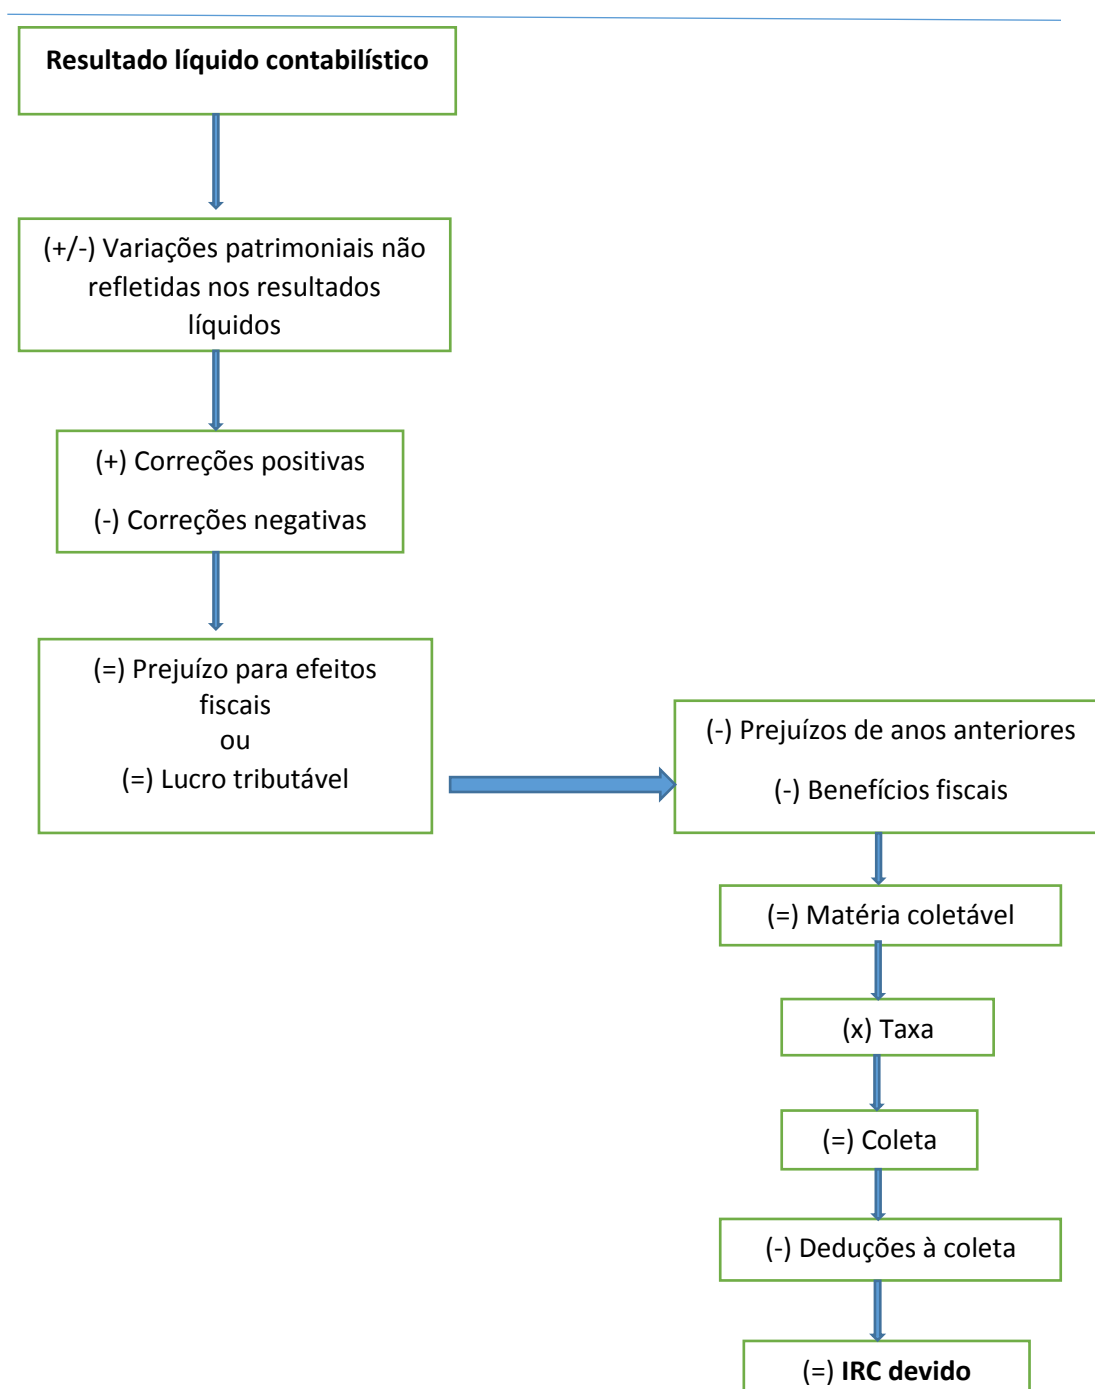 Resultado líquido contabilístico
(+/-) Variações patrimoniais não
refletidas nos resultados
líquidos
(+) Correções positivas
(-) Correções negativas
(=) Prejuízo para efeitos
fiscais
ou
(=) Lucro tributável
(-) Prejuízos de anos anteriores
(-) Benefícios fiscais
(=) Matéria coletável
(x) Taxa
(=) Coleta
(-) Deduções à coleta
(=) IRC devido